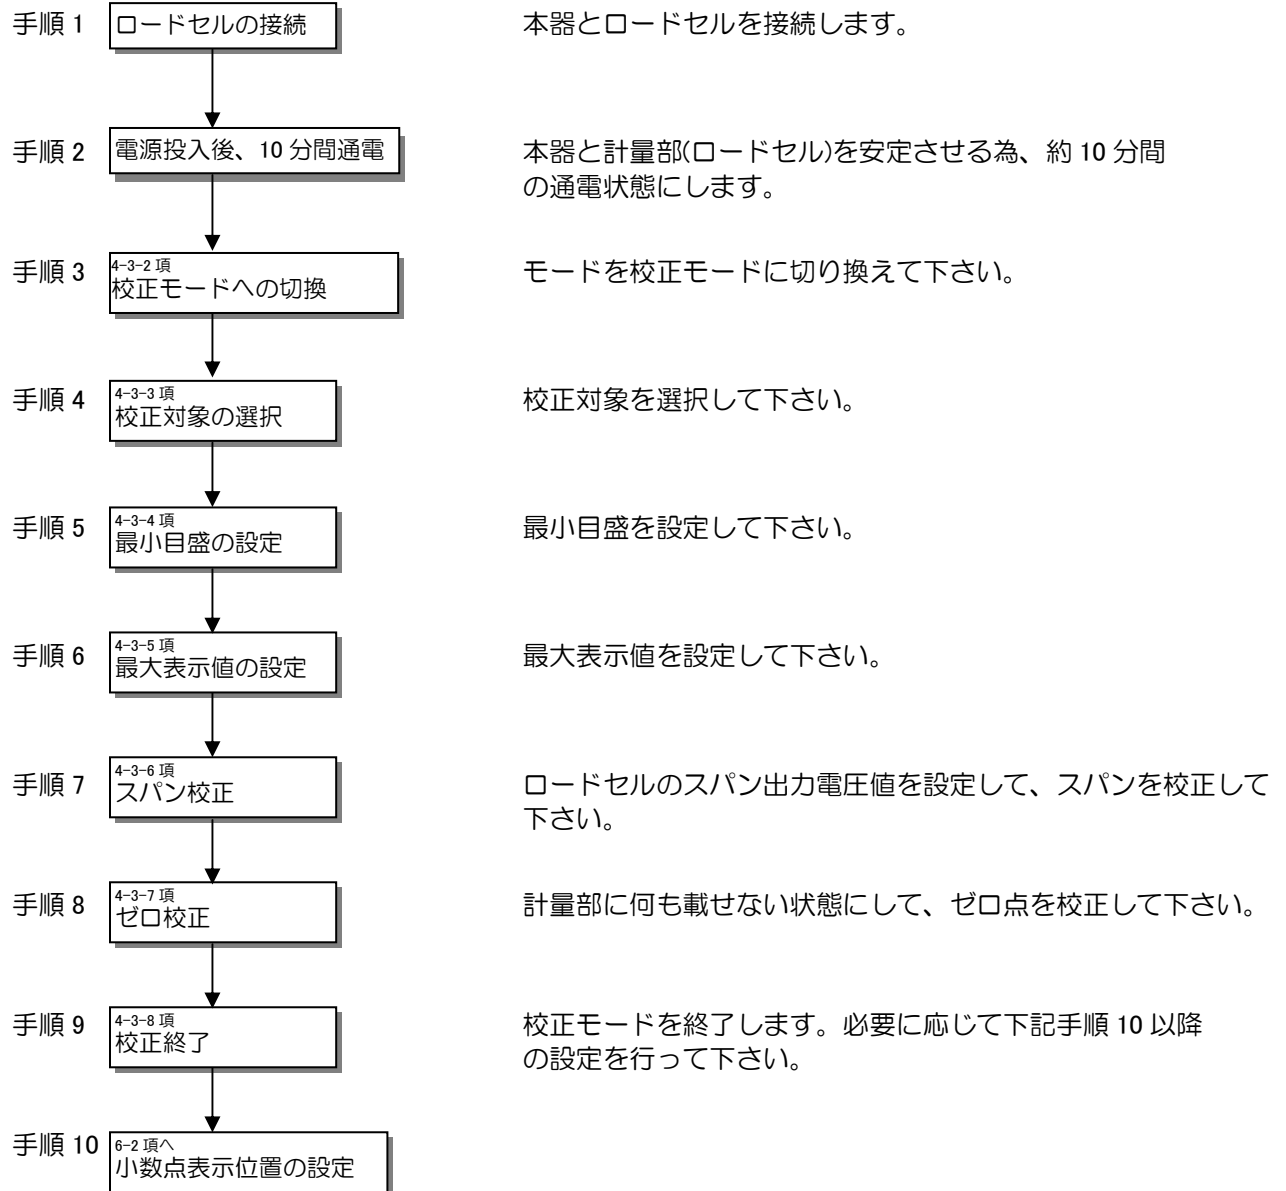 手順 1
ロードセルの接続
本器とロードセルを接続します。
手順 2
電源投入後、10 分間通電
本器と計量部(ロードセル)を安定させる為、約 10 分間
の通電状態にします。
手順 3
4-3-2 項
校正モードへの切換
モードを校正モードに切り換えて下さい。
手順 4
4-3-3 項
校正対象の選択
校正対象を選択して下さい。
手順 5
4-3-4 項
最小目盛の設定
最小目盛を設定して下さい。
手順 6
4-3-5 項
最大表示値の設定
最大表示値を設定して下さい。
手順 7
4-3-6 項
スパン校正
ロードセルのスパン出力電圧値を設定して、スパンを校正して
下さい。
手順 8
4-3-7 項
ゼロ校正
計量部に何も載せない状態にして、ゼロ点を校正して下さい。
手順 9
4-3-8 項
校正終了
校正モードを終了します。必要に応じて下記手順 10 以降
の設定を行って下さい。
手順 10
6-2 項へ
小数点表示位置の設定